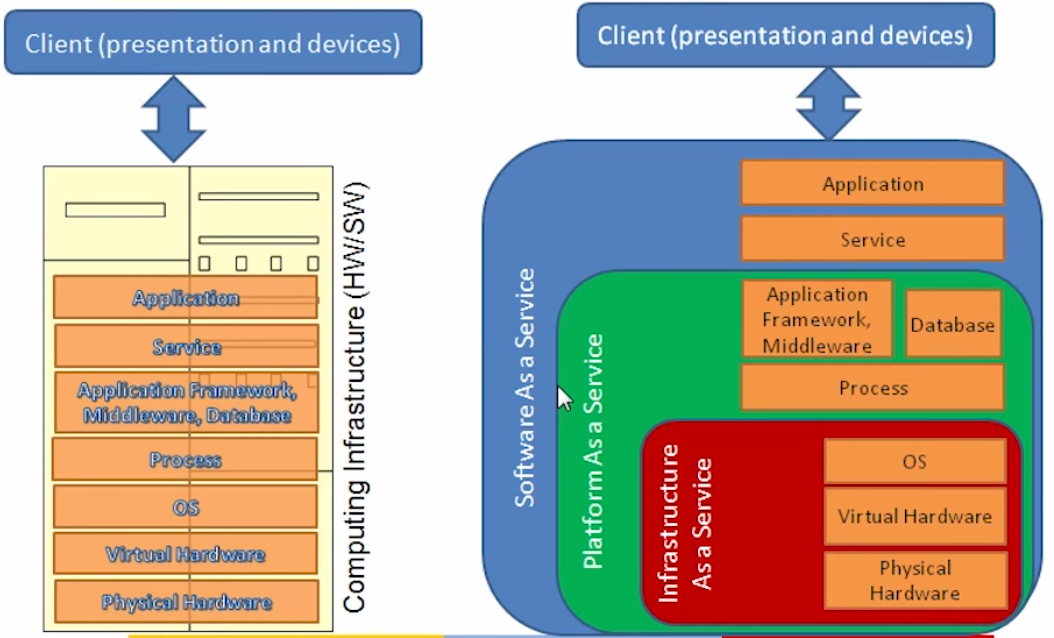 Client (presentation and devices)
Application
Service
Application Framework,
Middleware, Database
Process
OS
Virtual Hardware
Physical Hardware
Computing Infrastructure (HW/SW)
Client (presentation and devices)
Software As a Service
Application
Service
Platform As a Service
Application
Framework,
Middleware
Database
Process
Infrastructure
As a Service
OS
Virtual Hardware
Physical
Hardware